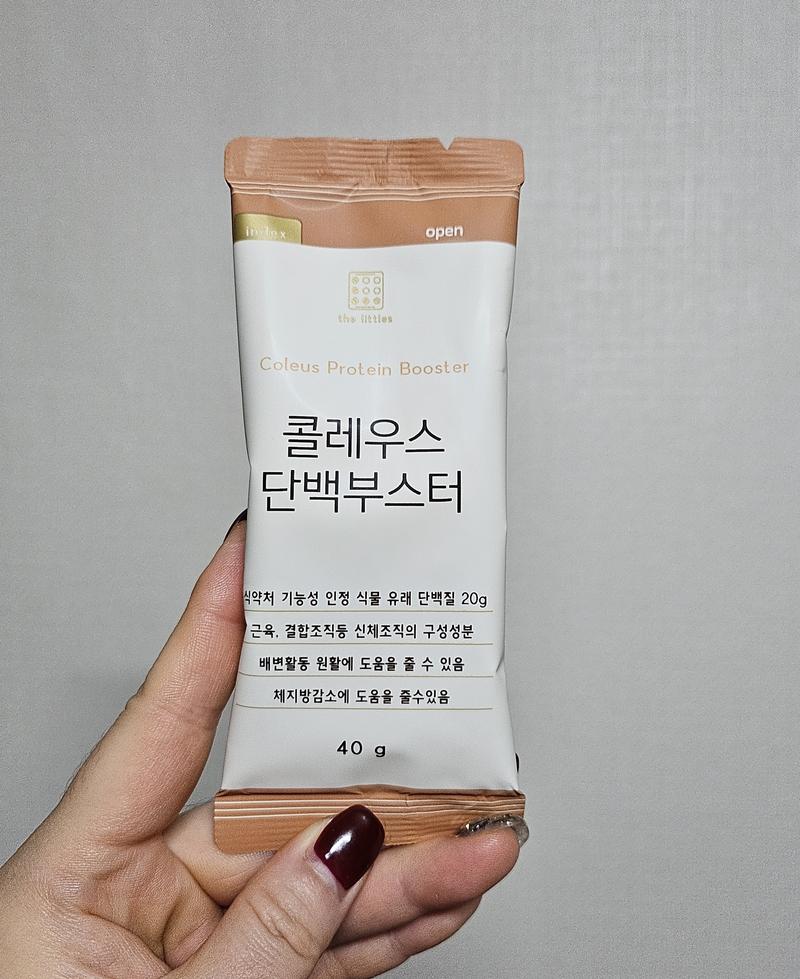 index
open
the littles
Coleus Protein Booster
콜레우스
단백부스터
식약처 기능성 인정 식물 유래 단백질 20g
근육, 결합조직등 신체조직의 구성성분
배변활동 원활에 도움을 줄 수 있음
체지방감소에 도움을 줄수있음
40 g